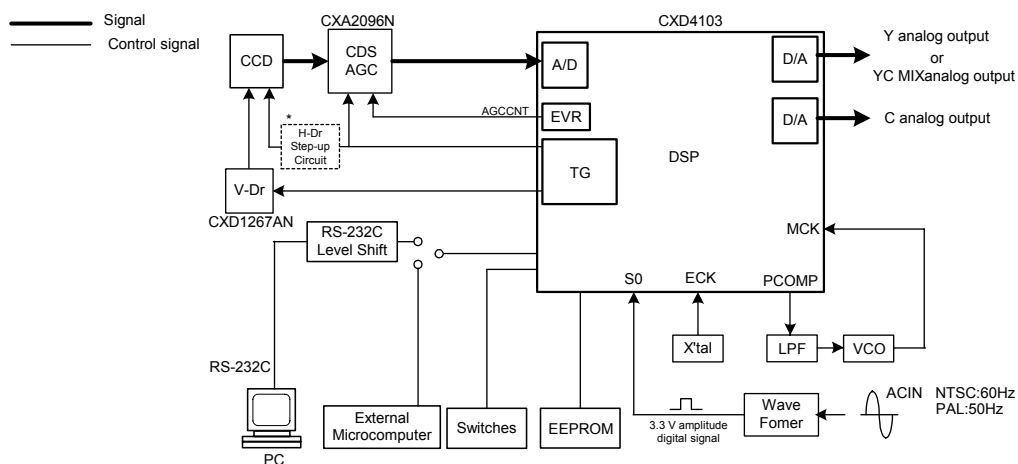 Signal
Control signal
CXA2096N
CXD4103
CCD
CDS
AGC
A/D
D/A
Y analog output
or
YC MIXanalog output
AGCCNT
EVR
D/A
C analog output
*
H-Dr
Step-up
Circuit
TG
DSP
V-Dr
CXD1267AN
RS-232C
Level Shift
MCK
S0
ECK
PCOMP
X'tal
LPF
VCO
RS-232C
PC
External
Microcomputer
Switches
EEPROM
3.3 V amplitude
digital signal
Wave
Fomer
ACIN
NTSC:60Hz
PAL:50Hz